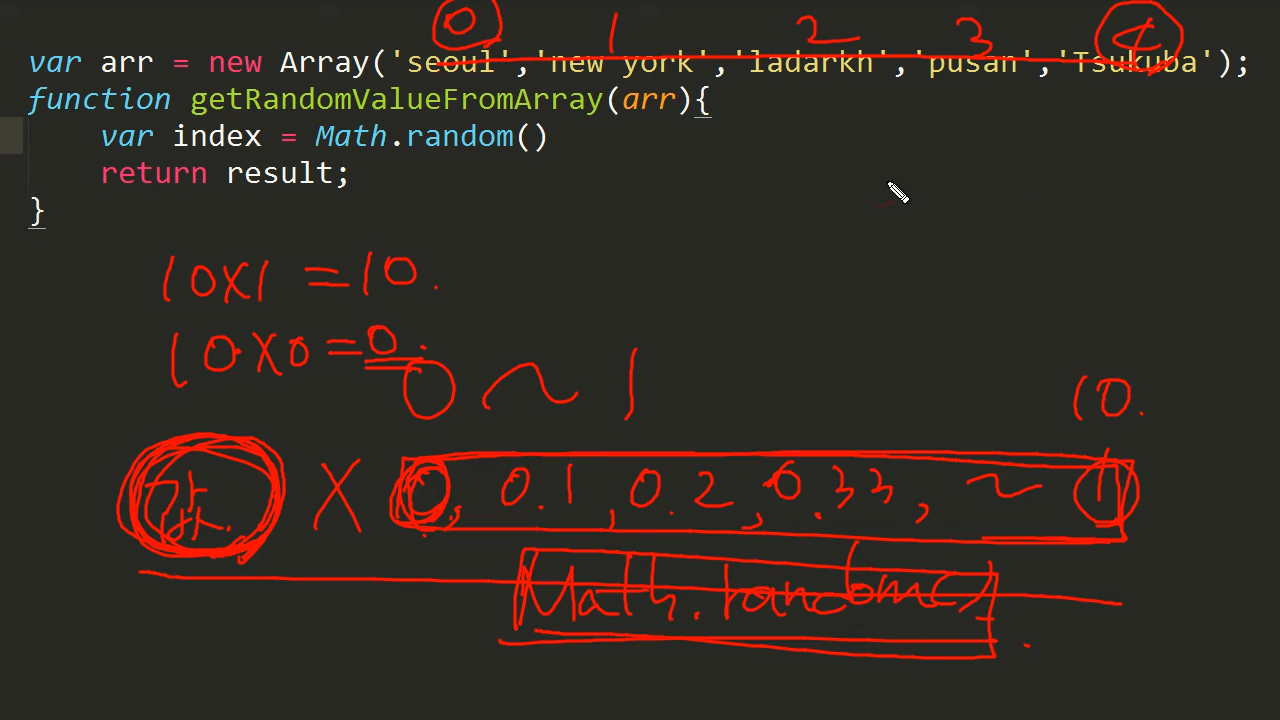 0 1 2 3 4
var arr = new Array('seoul','new york','ladarkh','pusan','Tsukuba');
function getRandomValueFromArray(arr){
var index = Math.random()
return result;
}
10X1 = 10.
10X0 = 0.
0 ~ 1
10.
값 X 0, 0.1, 0.2, 0.33, ~ 1
Math.random()